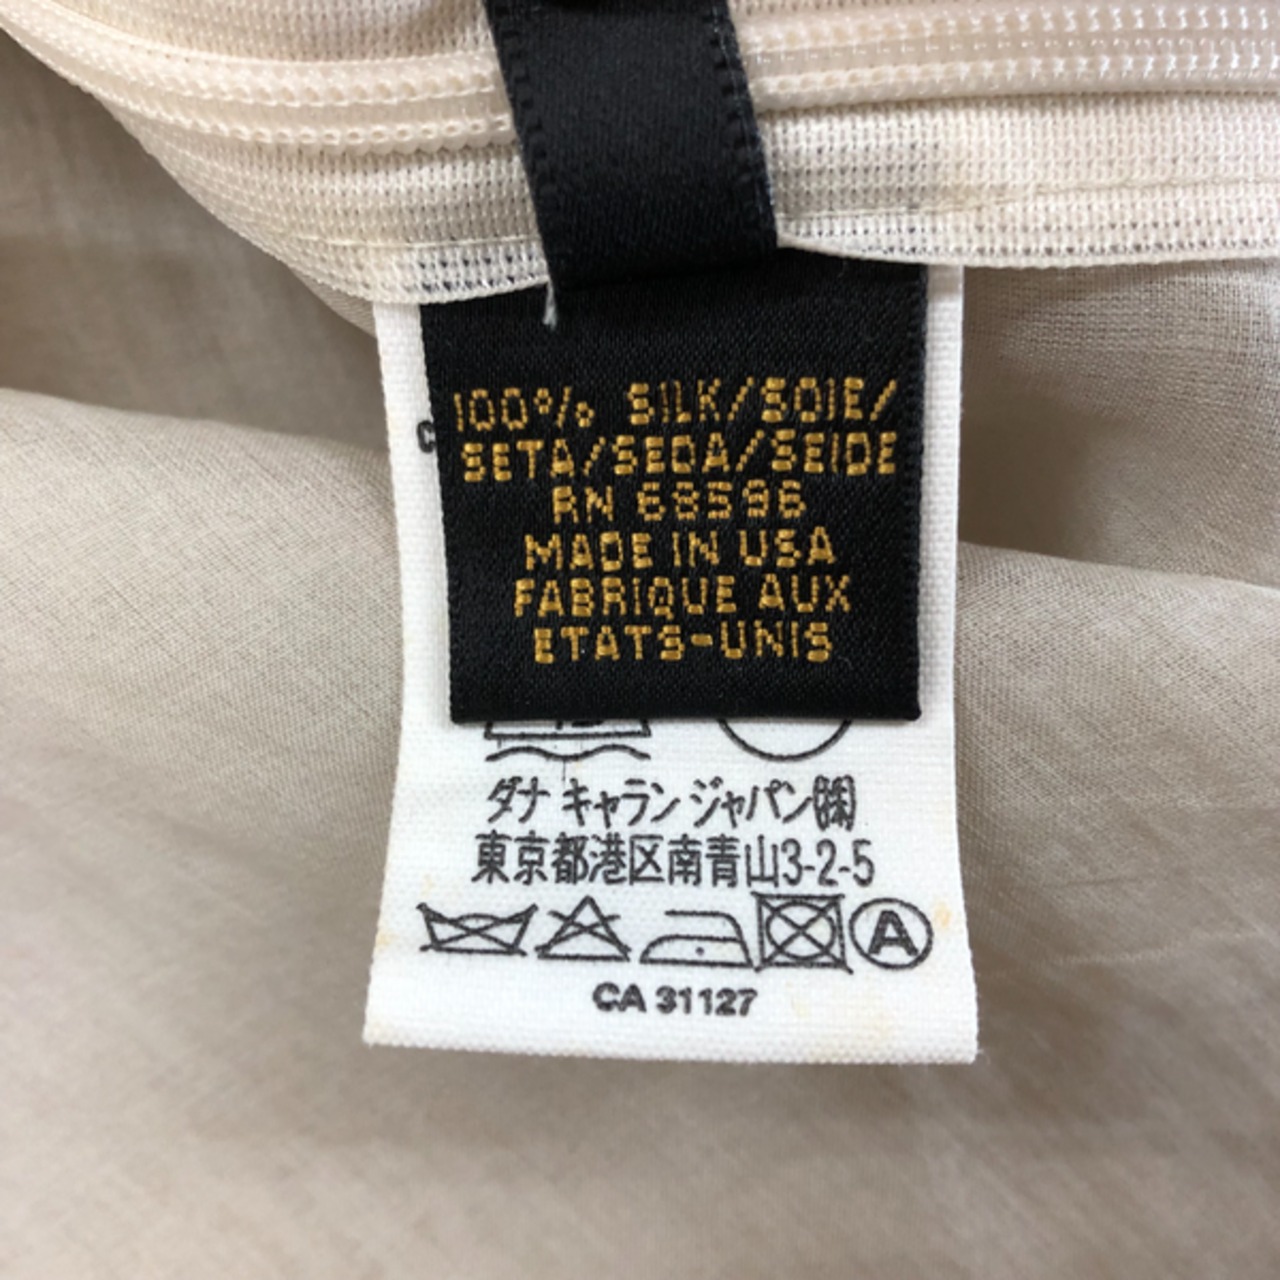 100% SILK/SOIE/
SETA/SEDA/SEIDE
RN 68596
MADE IN USA
FABRIQUE AUX
ETATS-UNIS
ダナ キャラン ジャパン㈱
東京都港区南青山3-2-5
A
CA 31127